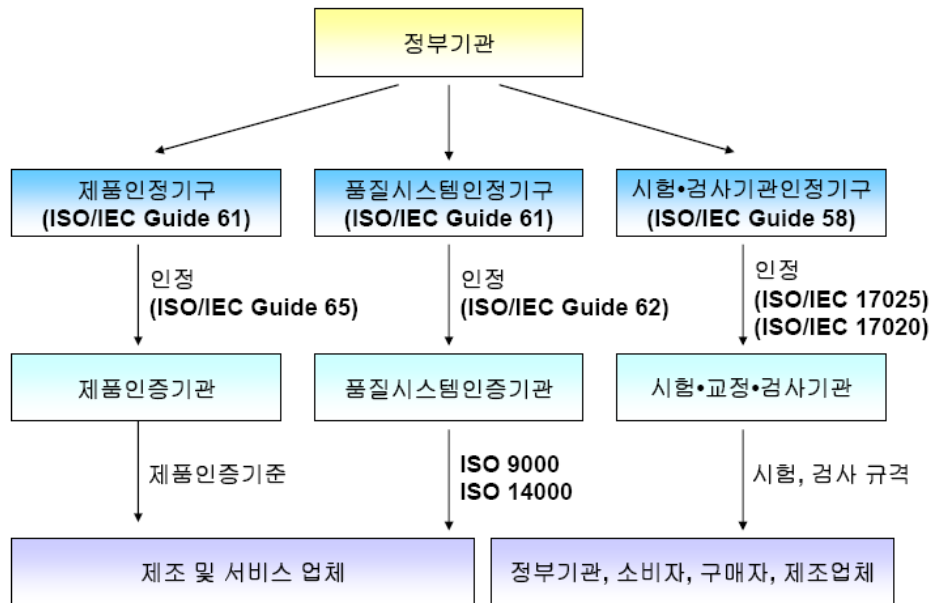 정부기관
제품인정기구
(ISO/IEC Guide 61)
품질시스템인정기구
(ISO/IEC Guide 61)
시험•검사기관인정기구
(ISO/IEC Guide 58)
인정
(ISO/IEC Guide 65)
인정
(ISO/IEC Guide 62)
인정
(ISO/IEC 17025)
(ISO/IEC 17020)
제품인증기관
품질시스템인증기관
시험•교정•검사기관
제품인증기준
ISO 9000
ISO 14000
시험, 검사 규격
제조 및 서비스 업체
정부기관, 소비자, 구매자, 제조업체